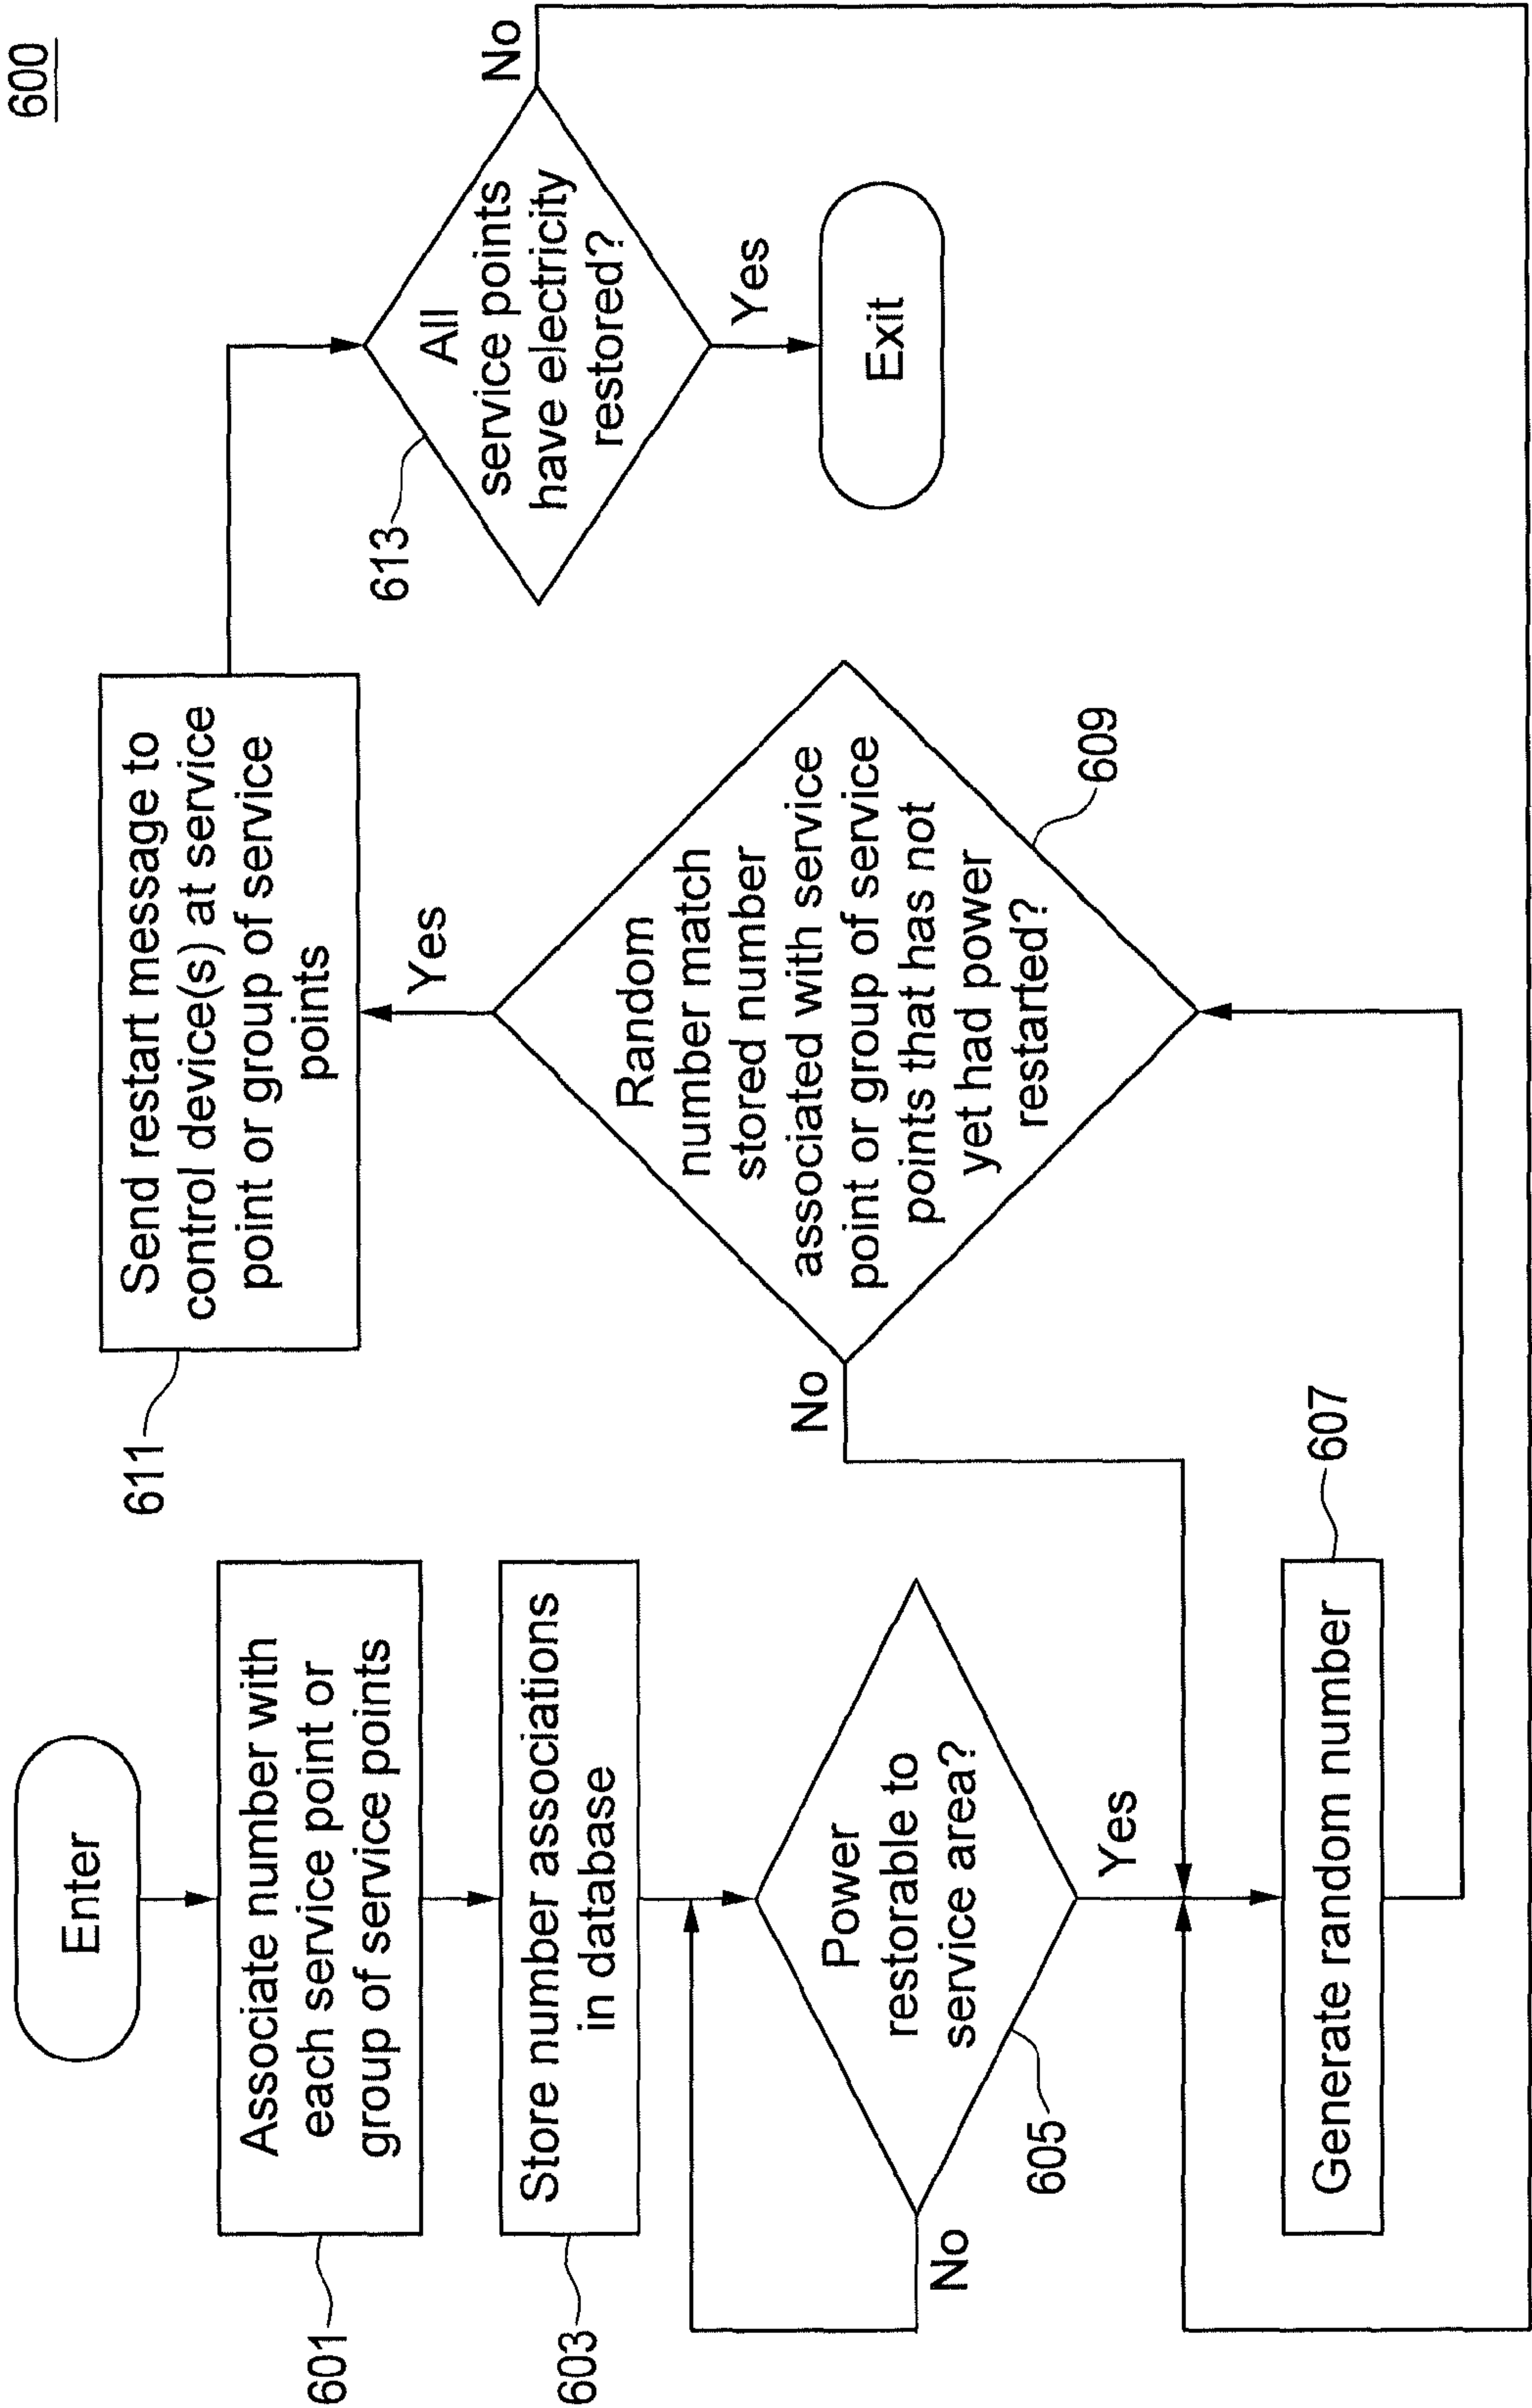 600
Enter
Associate number with
each service point or
group of service points
601
Store number associations
in database
603
Power
restorable to
service area?
605
No
Yes
Generate random number
607
Random
number match
stored number
associated with service
point or group of service
points that has not
yet had power
restarted?
609
No
Yes
Send restart message to
control device(s) at service
point or group of service
points
611
All
service points
have electricity
restored?
613
No
Yes
Exit